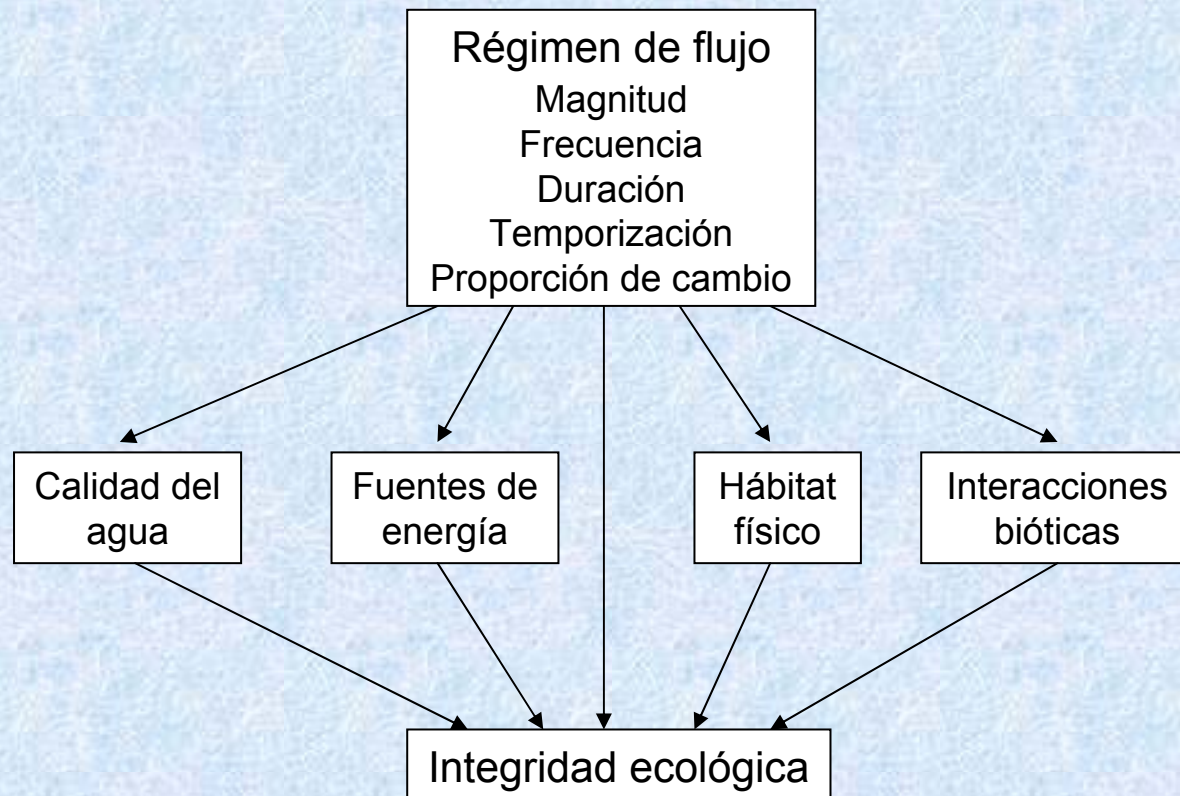 Régimen de flujo
Magnitud
Frecuencia
Duración
Temporización
Proporción de cambio
Calidad del
agua
Fuentes de
energía
Hábitat
físico
Interacciones
bióticas
Integridad ecológica